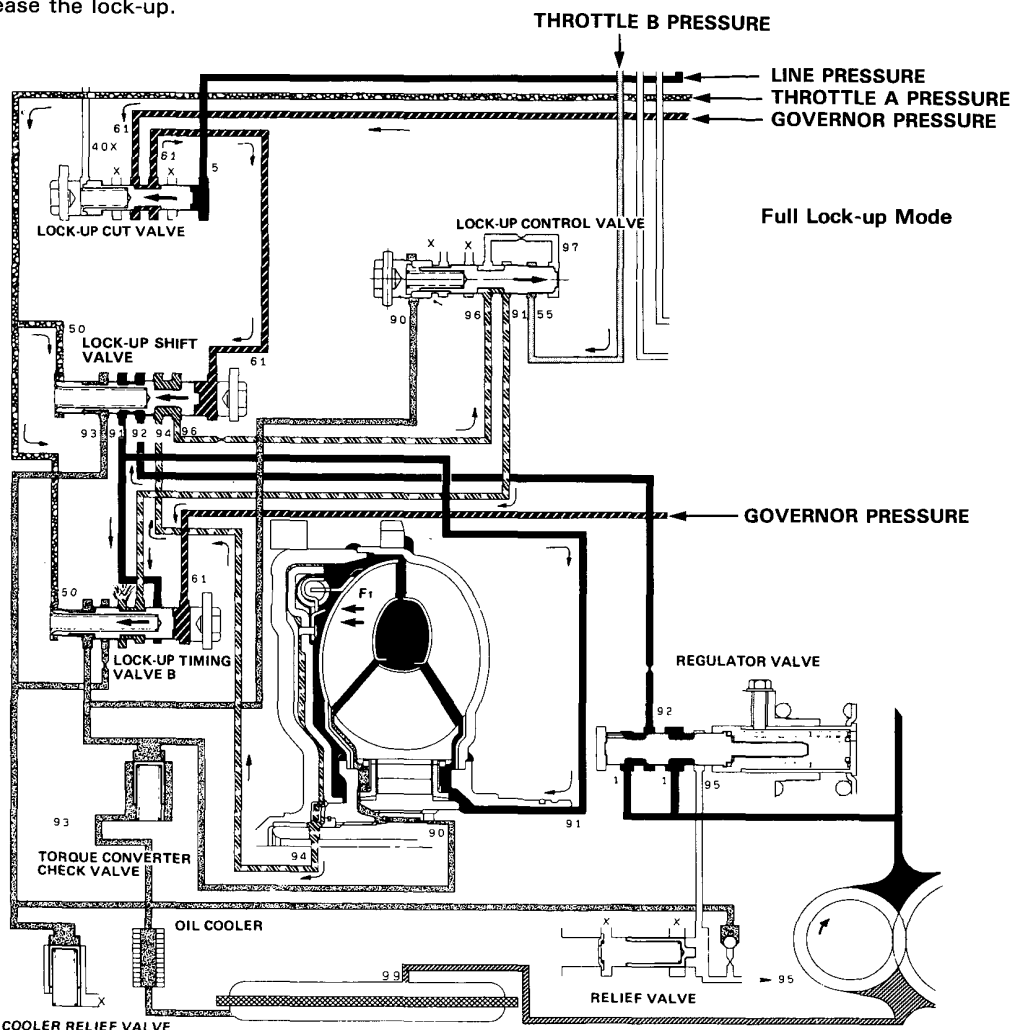 ease the lock-up.
THROTTLE B PRESSURE
LINE PRESSURE
THROTTLE A PRESSURE
GOVERNOR PRESSURE
61
40X
61
X
X
5
LOCK-UP CUT VALVE
Full Lock-up Mode
LOCK-UP CONTROL VALVE
X
X
97
90
96
91
55
50
LOCK-UP SHIFT
VALVE
61
93
91
92
94
96
GOVERNOR PRESSURE
50
61
F1
LOCK-UP TIMING
VALVE B
REGULATOR VALVE
92
1
1
95
93
90
91
TORQUE CONVERTER
CHECK VALVE
94
OIL COOLER
X
X
99
95
RELIEF VALVE
X
COOLER RELIEF VALVE